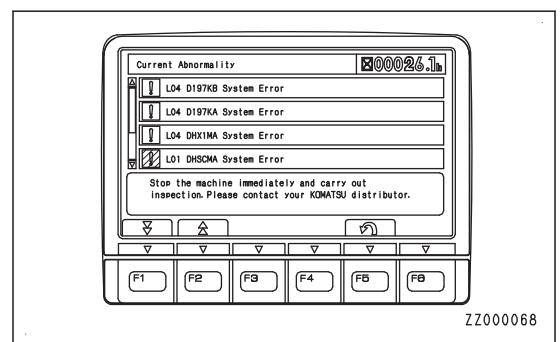 Current Abnormality
00026.1h
L04 D197KB System Error
L04 D197KA System Error
L04 DHX1MA System Error
L01 DHSCMA System Error
Stop the machine immediately and carry out
inspection. Please contact your KOMATSU distributor.
F1 F2 F3 F4 F5 F6
ZZ000068